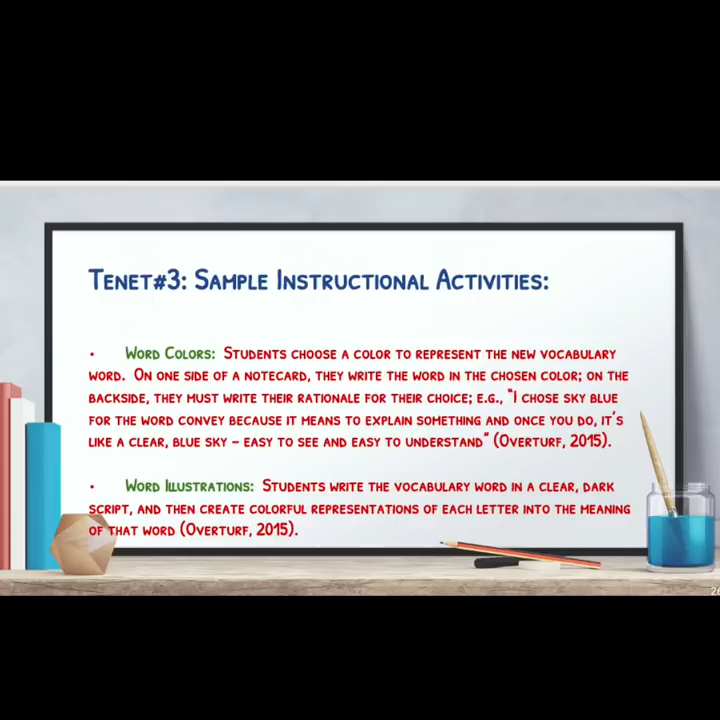 Tenet#3: Sample Instructional Activities:
• Word Colors: Students choose a color to represent the new vocabulary
word. On one side of a notecard, they write the word in the chosen color; on the
backside, they must write their rationale for their choice; e.g., "I chose sky blue
for the word convey because it means to explain something and once you do, it's
like a clear, blue sky – easy to see and easy to understand" (Overturf, 2015).
• Word Illustrations: Students write the vocabulary word in a clear, dark
script, and then create colorful representations of each letter into the meaning
of that word (Overturf, 2015).